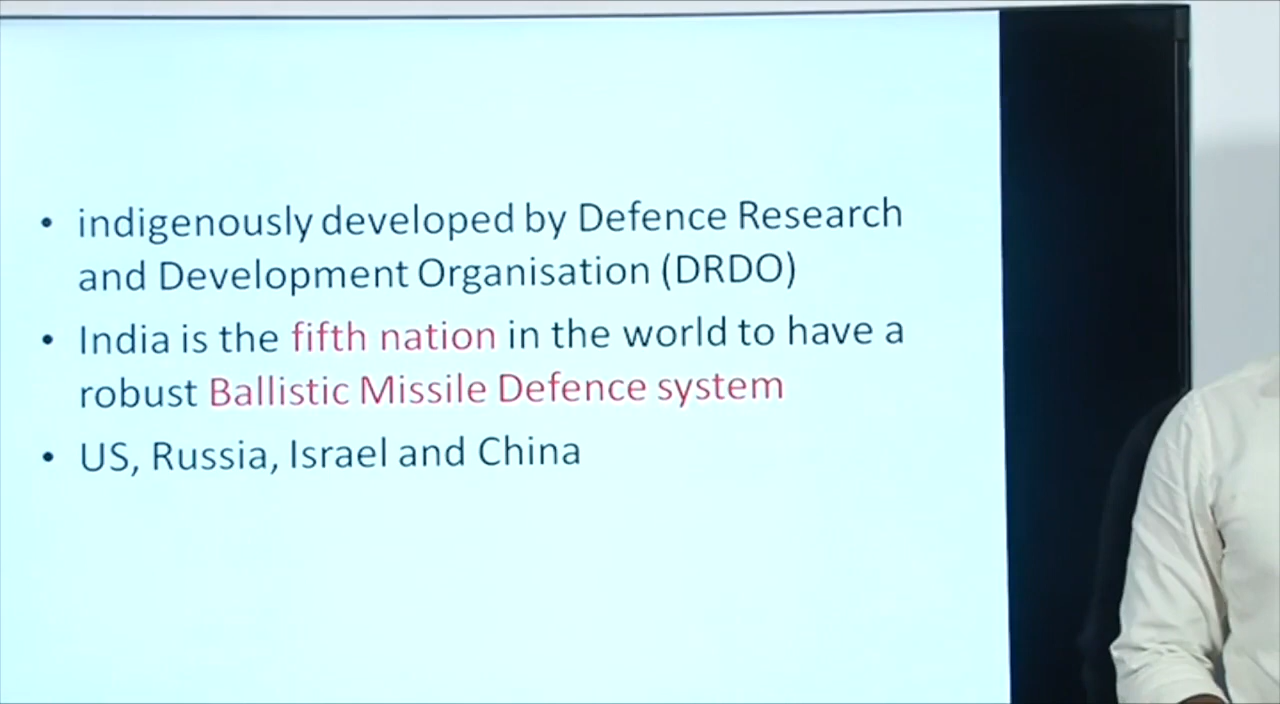 • indigenously developed by Defence Research
and Development Organisation (DRDO)
• India is the fifth nation in the world to have a
robust Ballistic Missile Defence system
• US, Russia, Israel and China